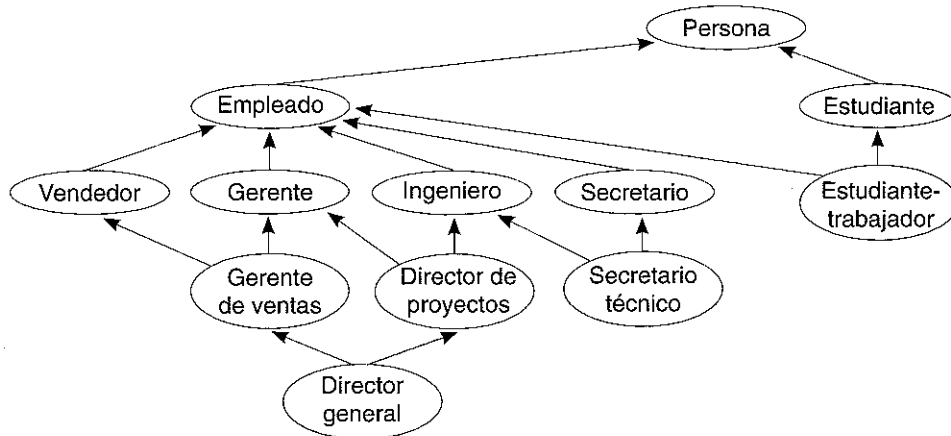 Persona
Empleado
Estudiante
Vendedor
Gerente
Ingeniero
Secretario
Estudiante-
trabajador
Gerente
de ventas
Director de
proyectos
Secretario
técnico
Director
general